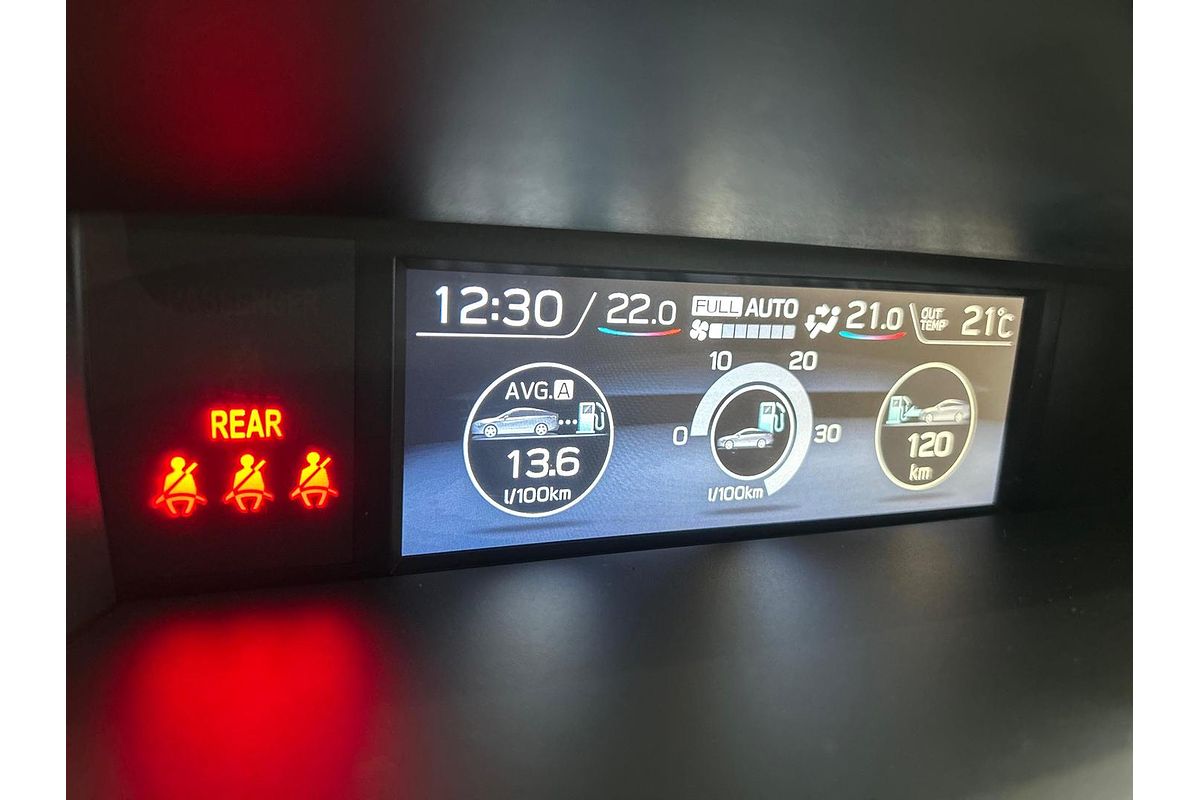 12:30
22.0
FULL AUTO
21.0
OUT
TEMP
21°C
REAR
AVG.A
13.6
l/100km
10
20
0
30
l/100km
120
km